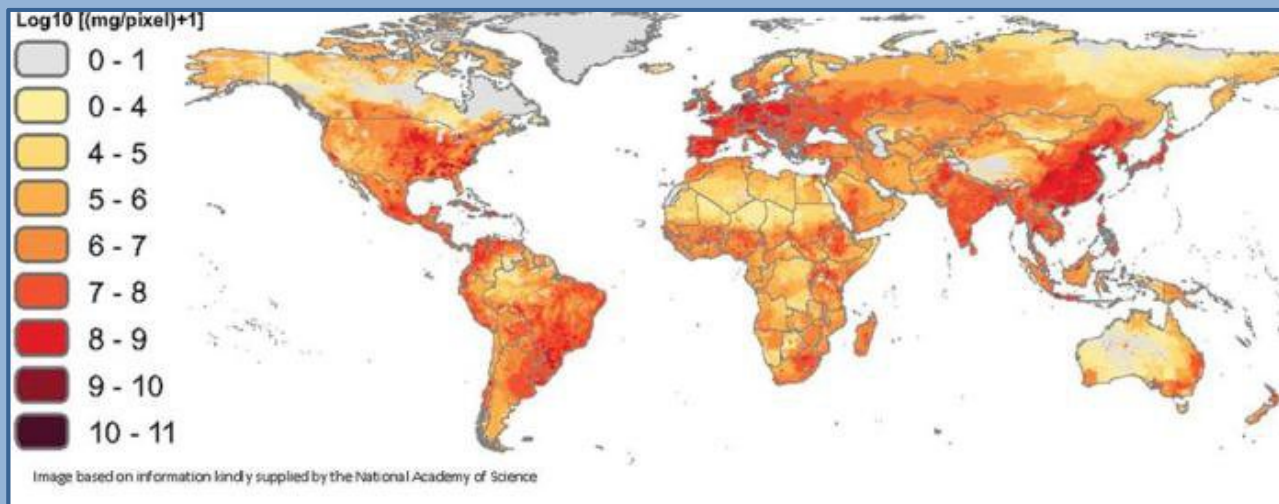 Log10 [(mg/pixel)+1]
0 - 1
0 - 4
4 - 5
5 - 6
6 - 7
7 - 8
8 - 9
9 - 10
10 - 11
Image based on information kindly supplied by the National Academy of Science